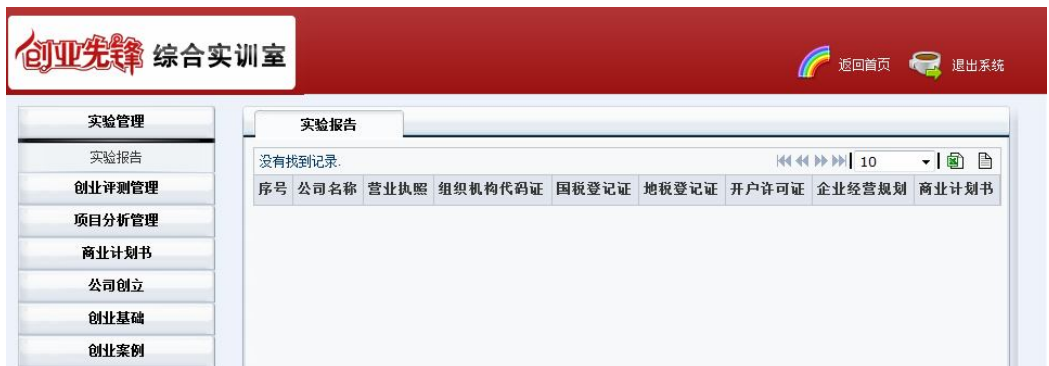 创业先锋 综合实训室
返回首页 退出系统
实验管理
实验报告
创业评测管理
项目分析管理
商业计划书
公司创立
创业基础
创业案例
实验报告
没有找到记录. 10
序号 公司名称 营业执照 组织机构代码证 国税登记证 地税登记证 开户许可证 企业经营规划 商业计划书